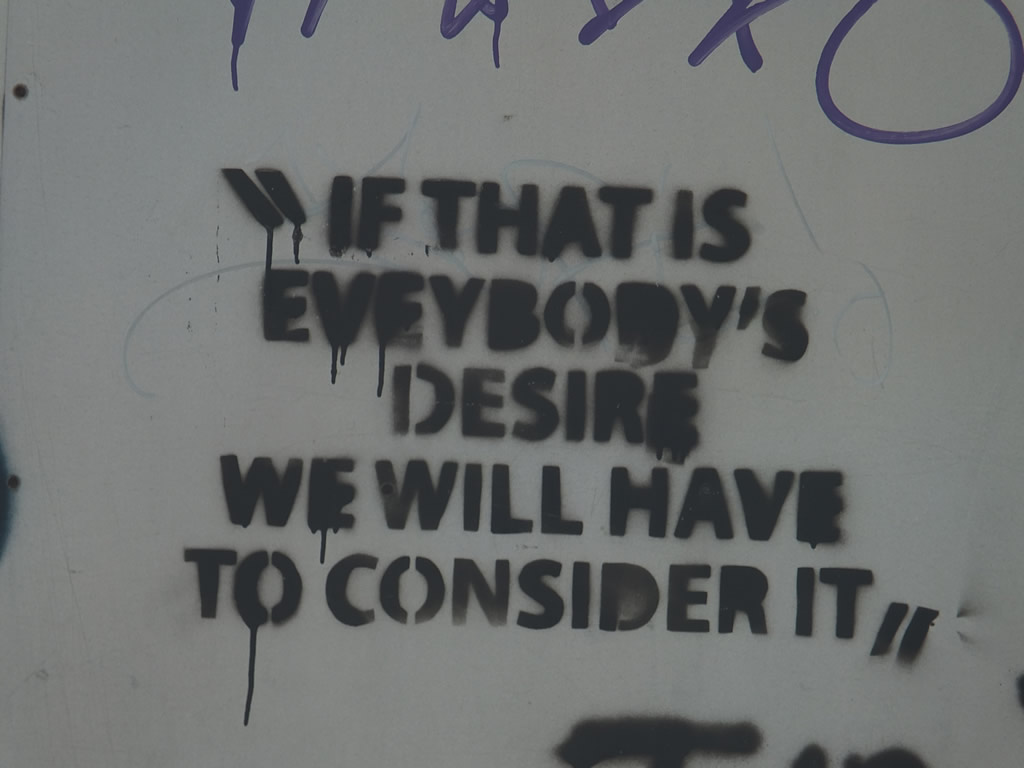 "IF THAT IS
EVEYBODY'S
DESIRE
WE WILL HAVE
TO CONSIDER IT„